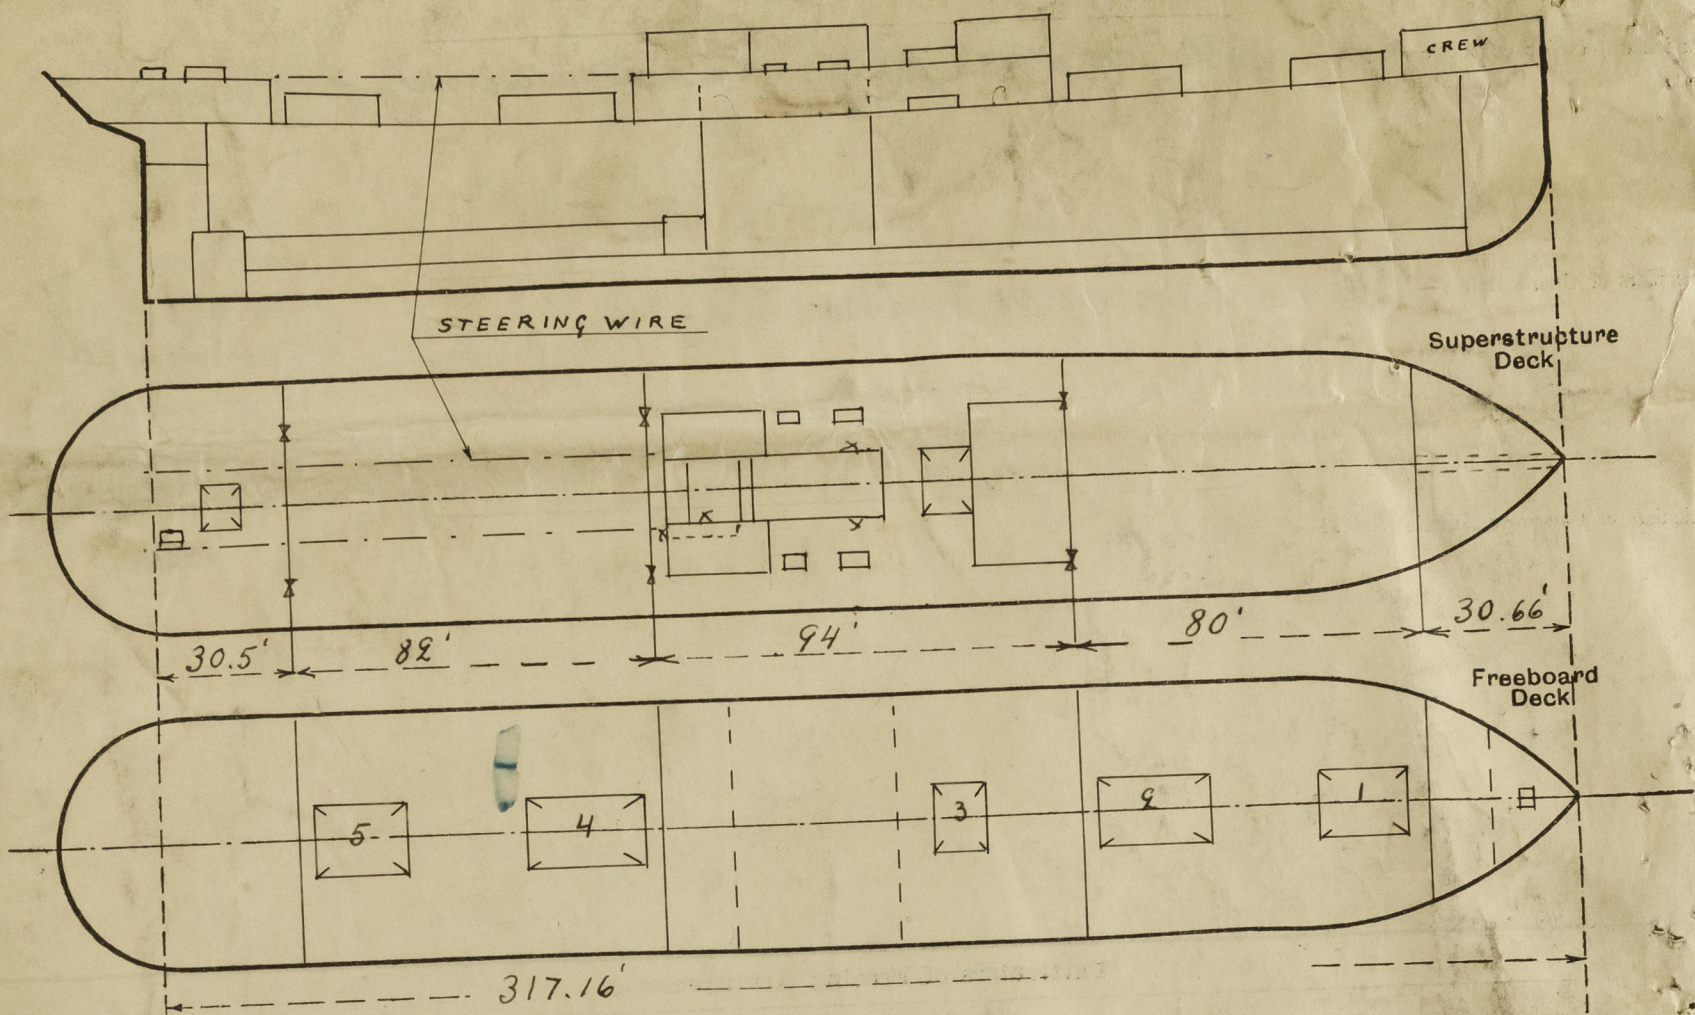 CREW
STEERING WIRE
Superstructure
Deck
30.5'
82'
94'
80'
30.66'
Freeboard
Deck
5
4
3
2
1
317.16'